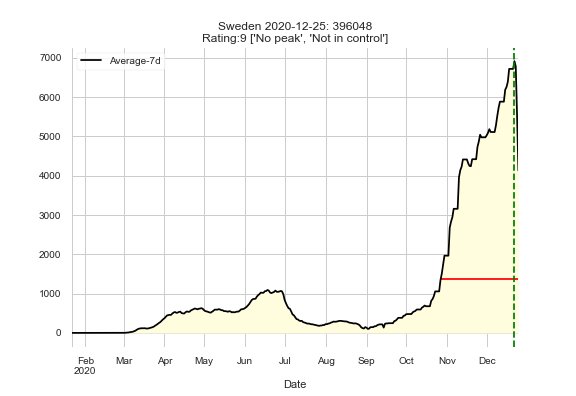 Sweden 2020-12-25: 396048
Rating:9 ['No peak', 'Not in control']
Average-7d
7000
6000
5000
4000
3000
2000
1000
0
Feb Mar Apr May Jun Jul Aug Sep Oct Nov Dec
2020
Date